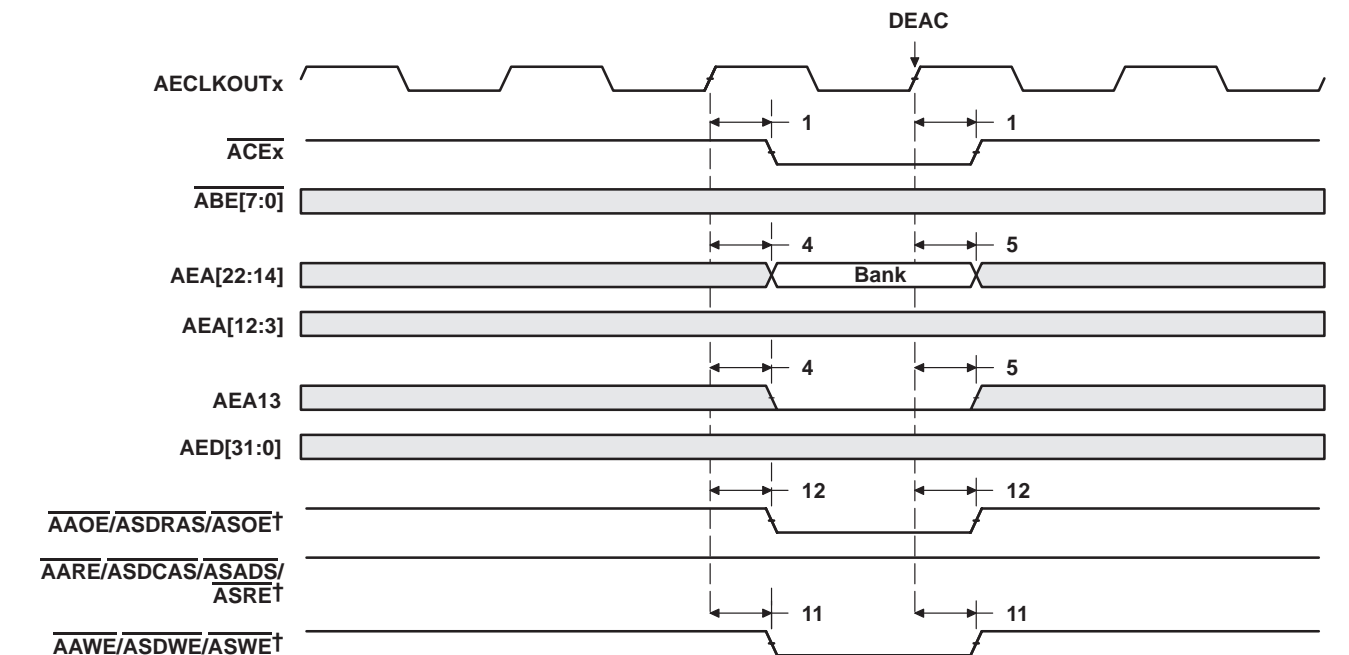 DEAC
AECLKOUTx
1 1
ACEx
ABE[7:0]
4 5
AEA[22:14] Bank
AEA[12:3]
4 5
AEA13
AED[31:0]
12 12
AAOE/ASDRAS/ASOE†
AARE/ASDCAS/ASADS/
ASRE†
11 11
AAWE/ASDWE/ASWE†